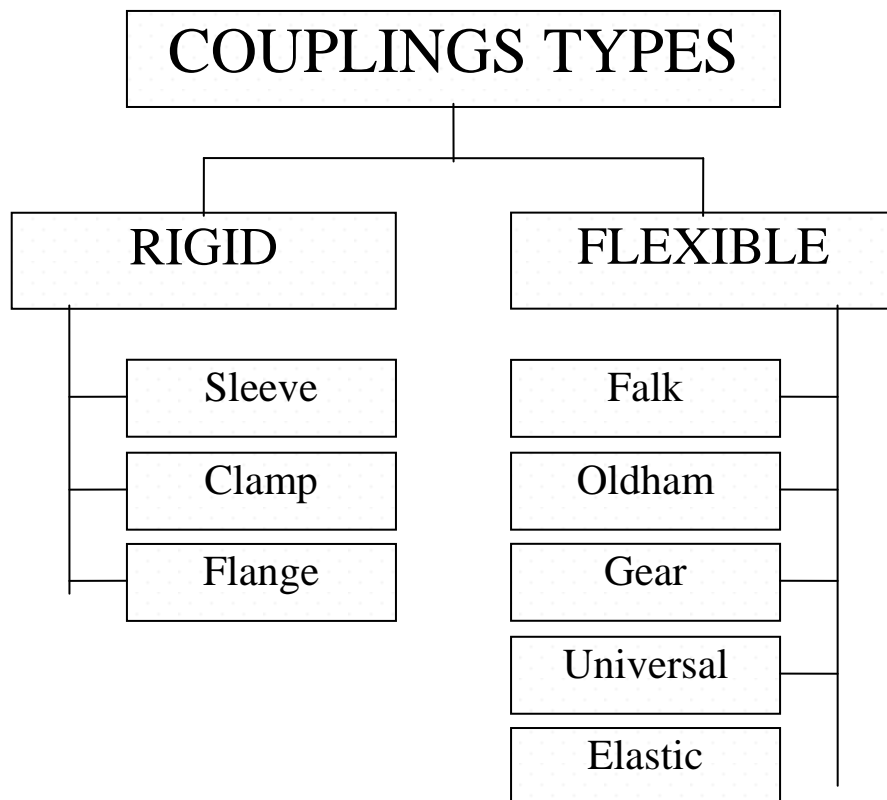 COUPLINGS TYPES
RIGID
FLEXIBLE
Sleeve
Clamp
Flange
Falk
Oldham
Gear
Universal
Elastic